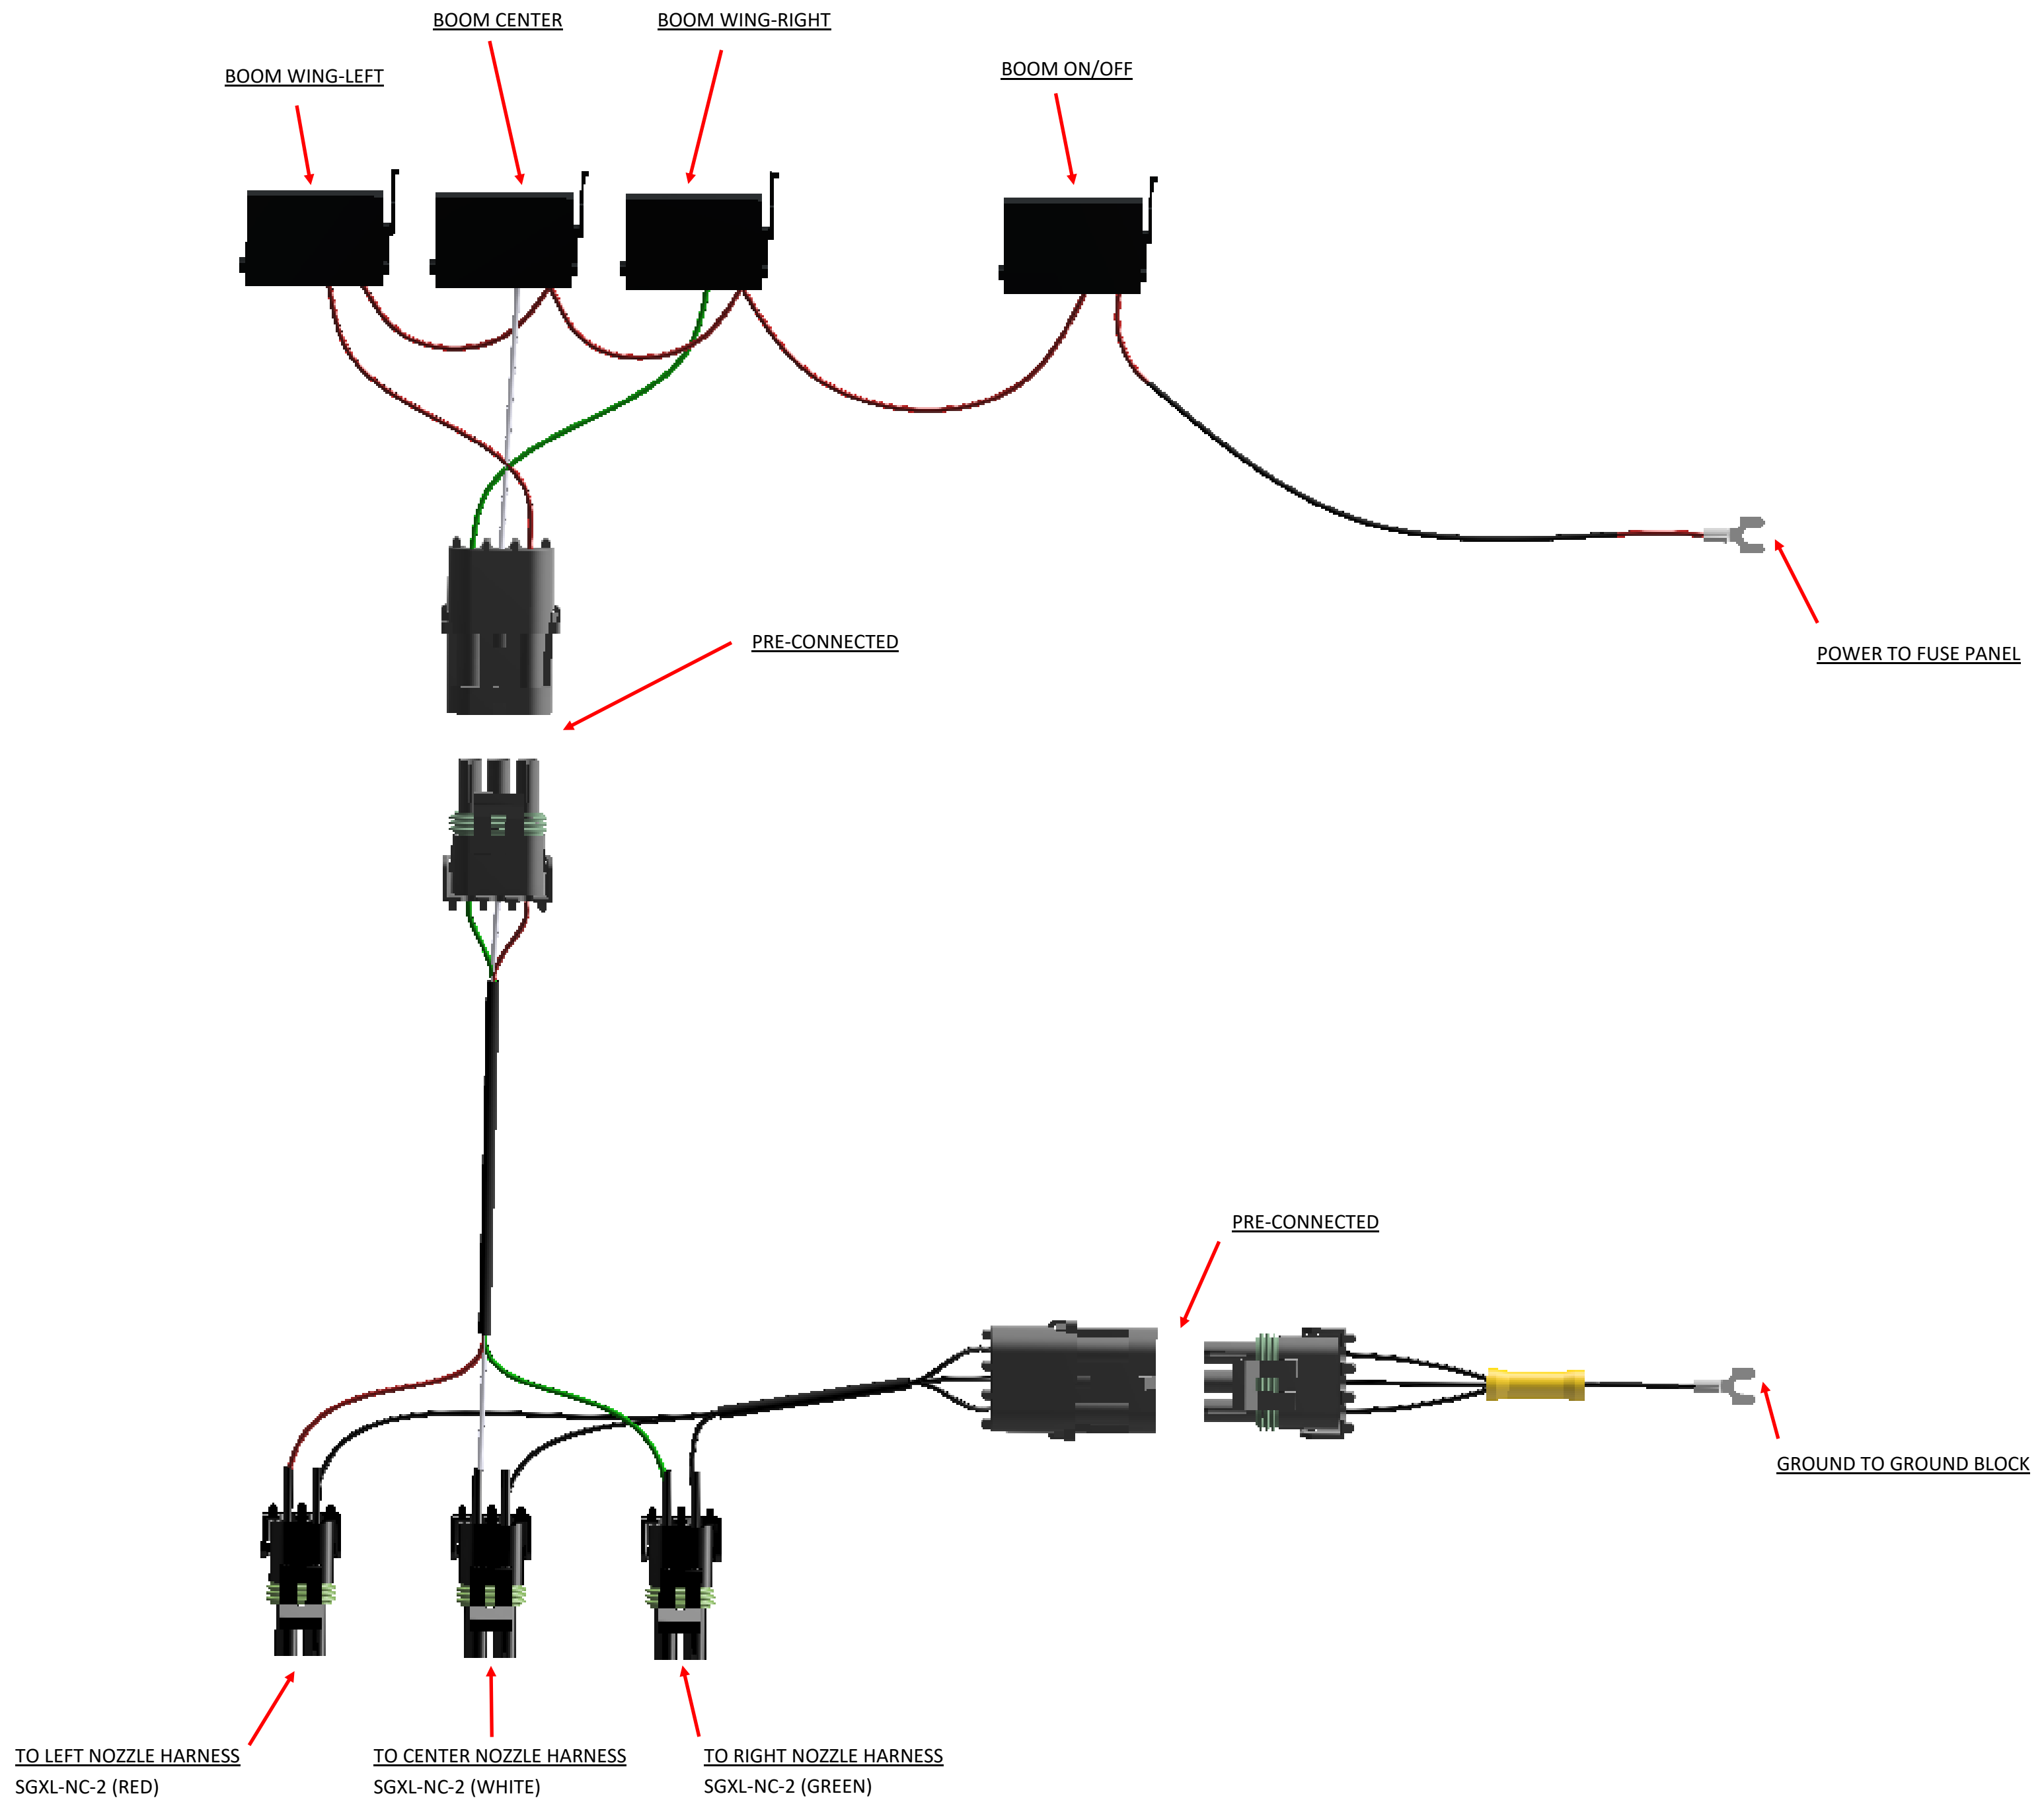 BOOM CENTER
BOOM WING-RIGHT
BOOM WING-LEFT
BOOM ON/OFF
PRE-CONNECTED
POWER TO FUSE PANEL
PRE-CONNECTED
GROUND TO GROUND BLOCK
TO LEFT NOZZLE HARNESS
SGXL-NC-2 (RED)
TO CENTER NOZZLE HARNESS
SGXL-NC-2 (WHITE)
TO RIGHT NOZZLE HARNESS
SGXL-NC-2 (GREEN)